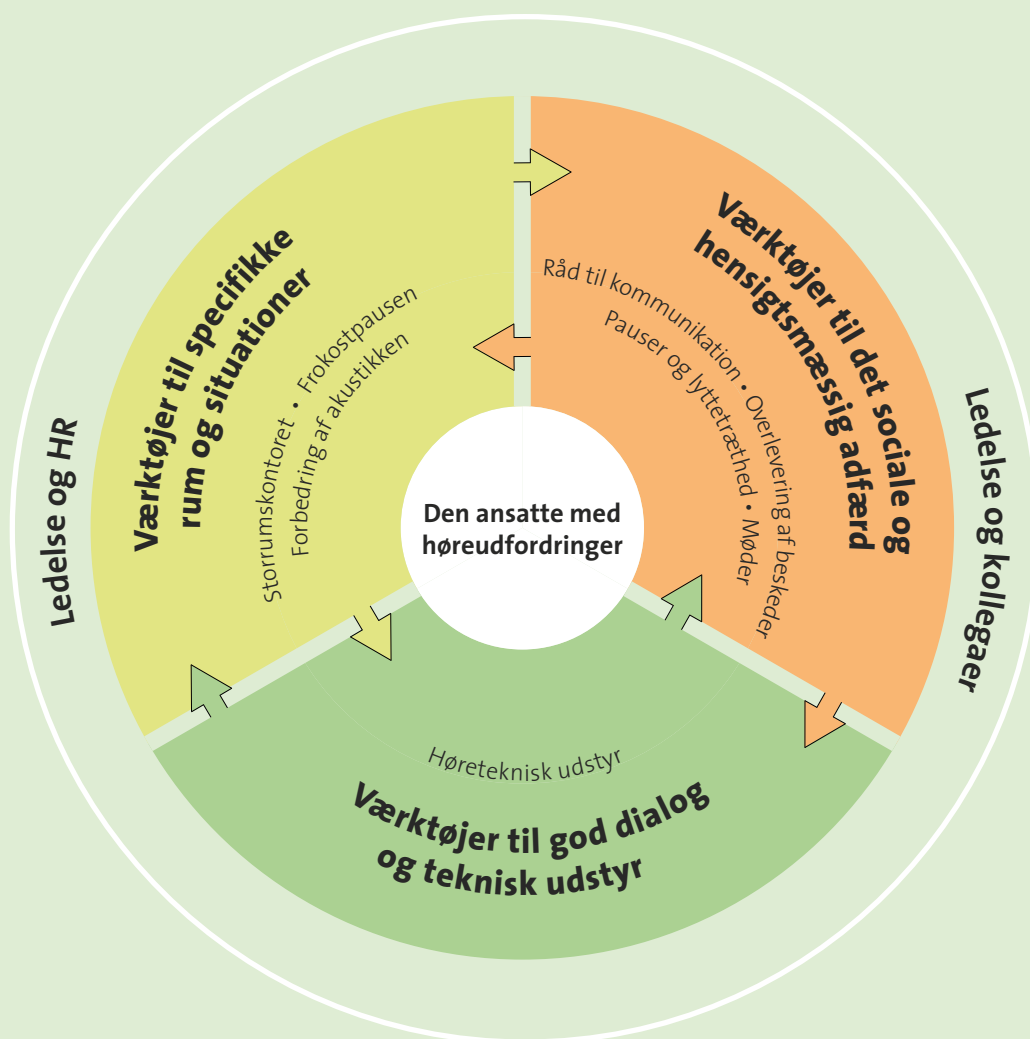 Ledelse og HR
Værktøjer til specifikke
rum og situationer
Storrumskontoret • Frokostpausen
Forbedring af akustikken
Værktøjer til det sociale og
hensigtsmæssig adfærd
Råd til kommunikation • Overlevering af beskeder
Pauser og lyttetræthed • Møder
Ledelse og kollegaer
Den ansatte med
høreudfordringer
Høreteknisk udstyr
Værktøjer til god dialog
og teknisk udstyr